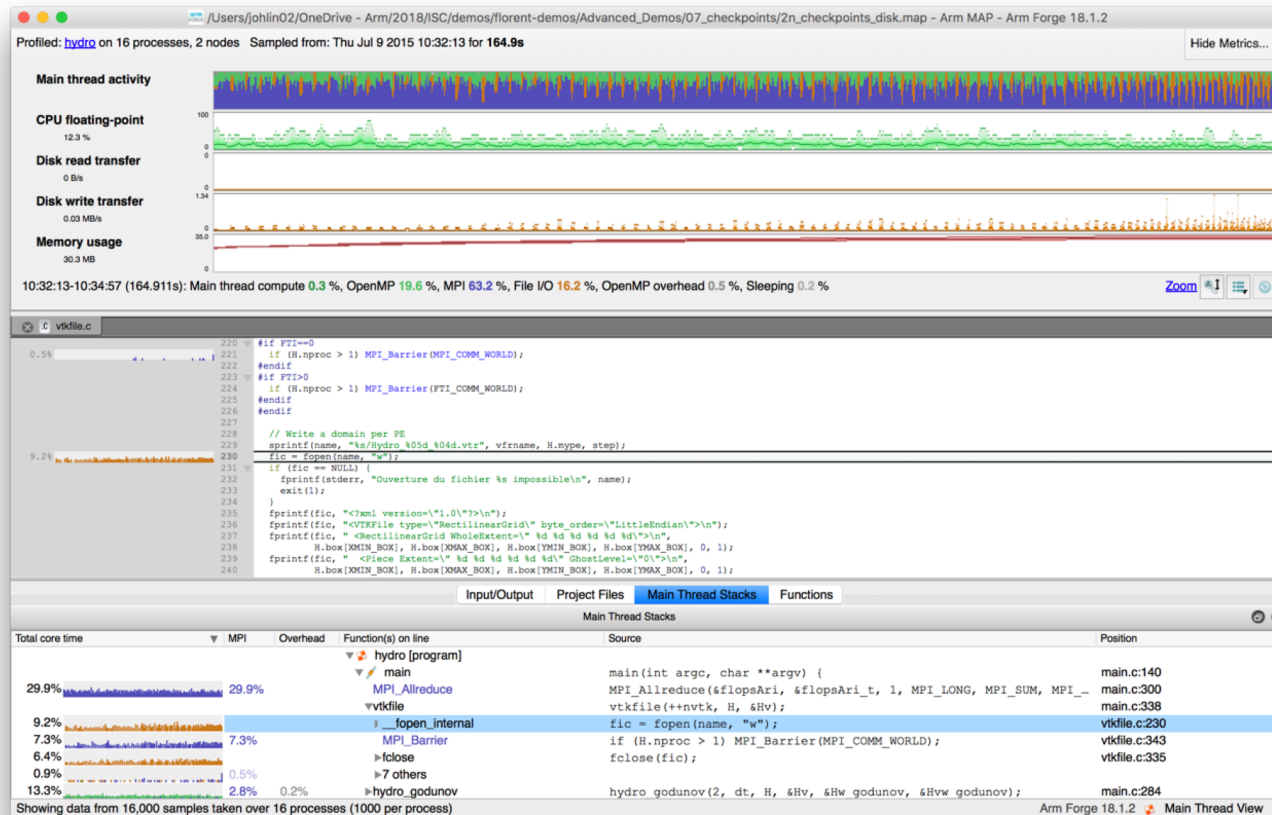 /Users/johlin02/OneDrive - Arm/2018/ISC/demos/florent-demos/Advanced_Demos/07_checkpoints/2n_checkpoints_disk.map - Arm MAP - Arm Forge 18.1.2
Profiled: hydro on 16 processes, 2 nodes Sampled from: Thu Jul 9 2015 10:32:13 for 164.9s Hide Metrics...
Main thread activity
CPU floating-point 100
12.3 % 0
Disk read transfer 0
0 B/s 0
Disk write transfer 1.34
0.03 MB/s 0
Memory usage 35.0
30.3 MB 0
10:32:13-10:34:57 (164.911s): Main thread compute 0.3 %, OpenMP 19.6 %, MPI 63.2 %, File I/O 16.2 %, OpenMP overhead 0.5 %, Sleeping 0.2 % Zoom
C vtkfile.c
220 #if FTI==0
0.5% 221 if (H.nproc > 1) MPI_Barrier(MPI_COMM_WORLD);
222 #endif
223 #if FTI>0
224 if (H.nproc > 1) MPI_Barrier(FTI_COMM_WORLD);
225 #endif
226 #endif
227
228 // Write a domain per PE
229 sprintf(name, "%s/Hydro_%05d_%04d.vtr", vfrname, H.mype, step);
9.2% 230 fic = fopen(name, "w");
231 if (fic == NULL) {
232 fprintf(stderr, "Ouverture du fichier %s impossible\n", name);
233 exit(1);
234 }
235 fprintf(fic, "<?xml version=\"1.0\"?>\n");
236 fprintf(fic, "<VTKFile type=\"RectilinearGrid\" byte_order=\"LittleEndian\">\n");
237 fprintf(fic, " <RectilinearGrid WholeExtent=\" %d %d %d %d %d %d\">\n",
238 H.box[XMIN_BOX], H.box[XMAX_BOX], H.box[YMIN_BOX], H.box[YMAX_BOX], 0, 1);
239 fprintf(fic, " <Piece Extent=\" %d %d %d %d %d %d\" GhostLevel=\"0\">\n",
240 H.box[XMIN_BOX], H.box[XMAX_BOX], H.box[YMIN_BOX], H.box[YMAX_BOX], 0, 1);
Input/Output Project Files Main Thread Stacks Functions
Main Thread Stacks
Total core time MPI Overhead Function(s) on line Source Position
hydro [program]
main main(int argc, char **argv) { main.c:140
29.9% 29.9% MPI_Allreduce MPI_Allreduce(&flopsAri, &flopsAri_t, 1, MPI_LONG, MPI_SUM, MPI_... main.c:300
vtkfile vtkfile(++nvtk, H, &Hv); main.c:338
9.2% __fopen_internal fic = fopen(name, "w"); vtkfile.c:230
7.3% 7.3% MPI_Barrier if (H.nproc > 1) MPI_Barrier(MPI_COMM_WORLD); vtkfile.c:343
6.4% fclose fclose(fic); vtkfile.c:335
0.9% 0.5% 7 others
13.3% 2.8% 0.2% hydro_godunov hydro_godunov(2, dt, H, &Hv, &Hw_godunov, &Hvw_godunov); main.c:284
Showing data from 16,000 samples taken over 16 processes (1000 per process) Arm Forge 18.1.2 Main Thread View